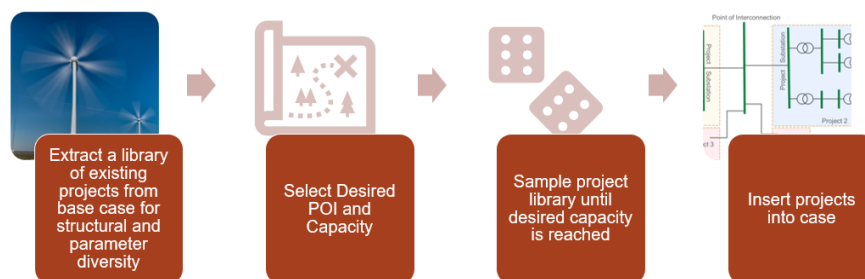 Extract a library
of existing
projects from
base case for
structural and
parameter
diversity
Select Desired
POI and
Capacity
Sample project
library until
desired capacity
is reached
Point of Interconnection
Project
Substation
Substation
Project
Project 2
ct 3
Insert projects
into case